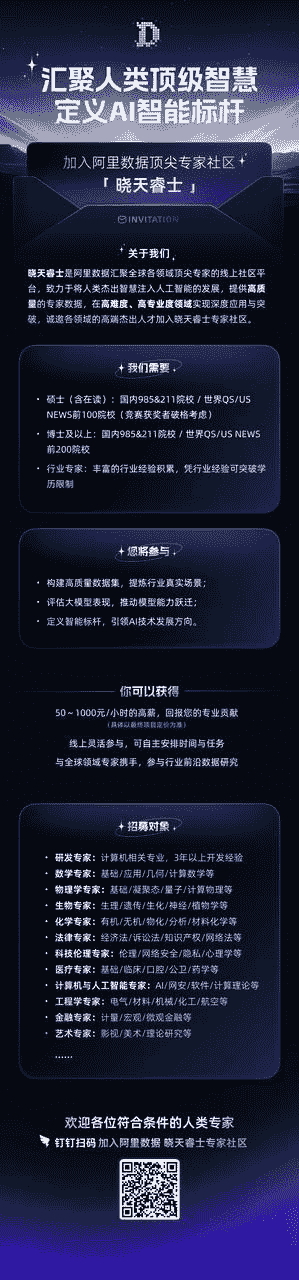 汇聚人类顶级智慧
定义AI智能标杆
加入阿里数据顶尖专家社区
「 晓天睿士 」
INVITATION
关于我们
晓天睿士是阿里数据汇聚全球各领域顶尖专家的线上社区平
台，致力于将人类杰出智慧注入人工智能的发展，提供高质
量的专家数据，在高难度、高专业度领域实现深度应用与突
破，诚邀各领域的高端杰出人才加入晓天睿士专家社区。
我们需要
• 硕士（含在读）：国内985&211院校 / 世界QS/US
NEWS前100院校（竞赛获奖者破格考虑）
• 博士及以上：国内985&211院校 / 世界QS/US NEWS
前200院校
• 行业专家：丰富的行业经验积累，凭行业经验可突破学
历限制
您将参与
• 构建高质量数据集，提炼行业真实场景；
• 评估大模型表现，推动模型能力跃迁；
• 定义智能标杆，引领AI技术发展方向。
你可以获得
50～1000元/小时的高薪，回报您的专业贡献
（具体以最终项目定价为准）
线上灵活参与，可自主安排时间与任务
与全球领域专家携手，参与行业前沿数据研究
招募对象
• 研发专家：计算机相关专业，3年以上开发经验
• 数学专家：基础/应用/几何/计算数学等
• 物理学专家：基础/凝聚态/量子/计算物理等
• 生物专家：生理/遗传/生化/神经/植物学等
• 化学专家：有机/无机/物化/分析/材料化学等
• 法律专家：经济法/诉讼法/知识产权/网络法等
• 科技伦理专家：伦理/网络安全/隐私/心理学等
• 医疗专家：基础/临床/口腔/公卫/药学等
• 计算机与人工智能专家：AI/网安/软件/计算理论等
• 工程学专家：电气/材料/机械/化工/航空等
• 金融专家：计量/宏观/微观金融等
• 艺术专家：影视/美术/理论研究等
……
欢迎各位符合条件的人类专家
钉钉扫码 加入阿里数据 晓天睿士专家社区